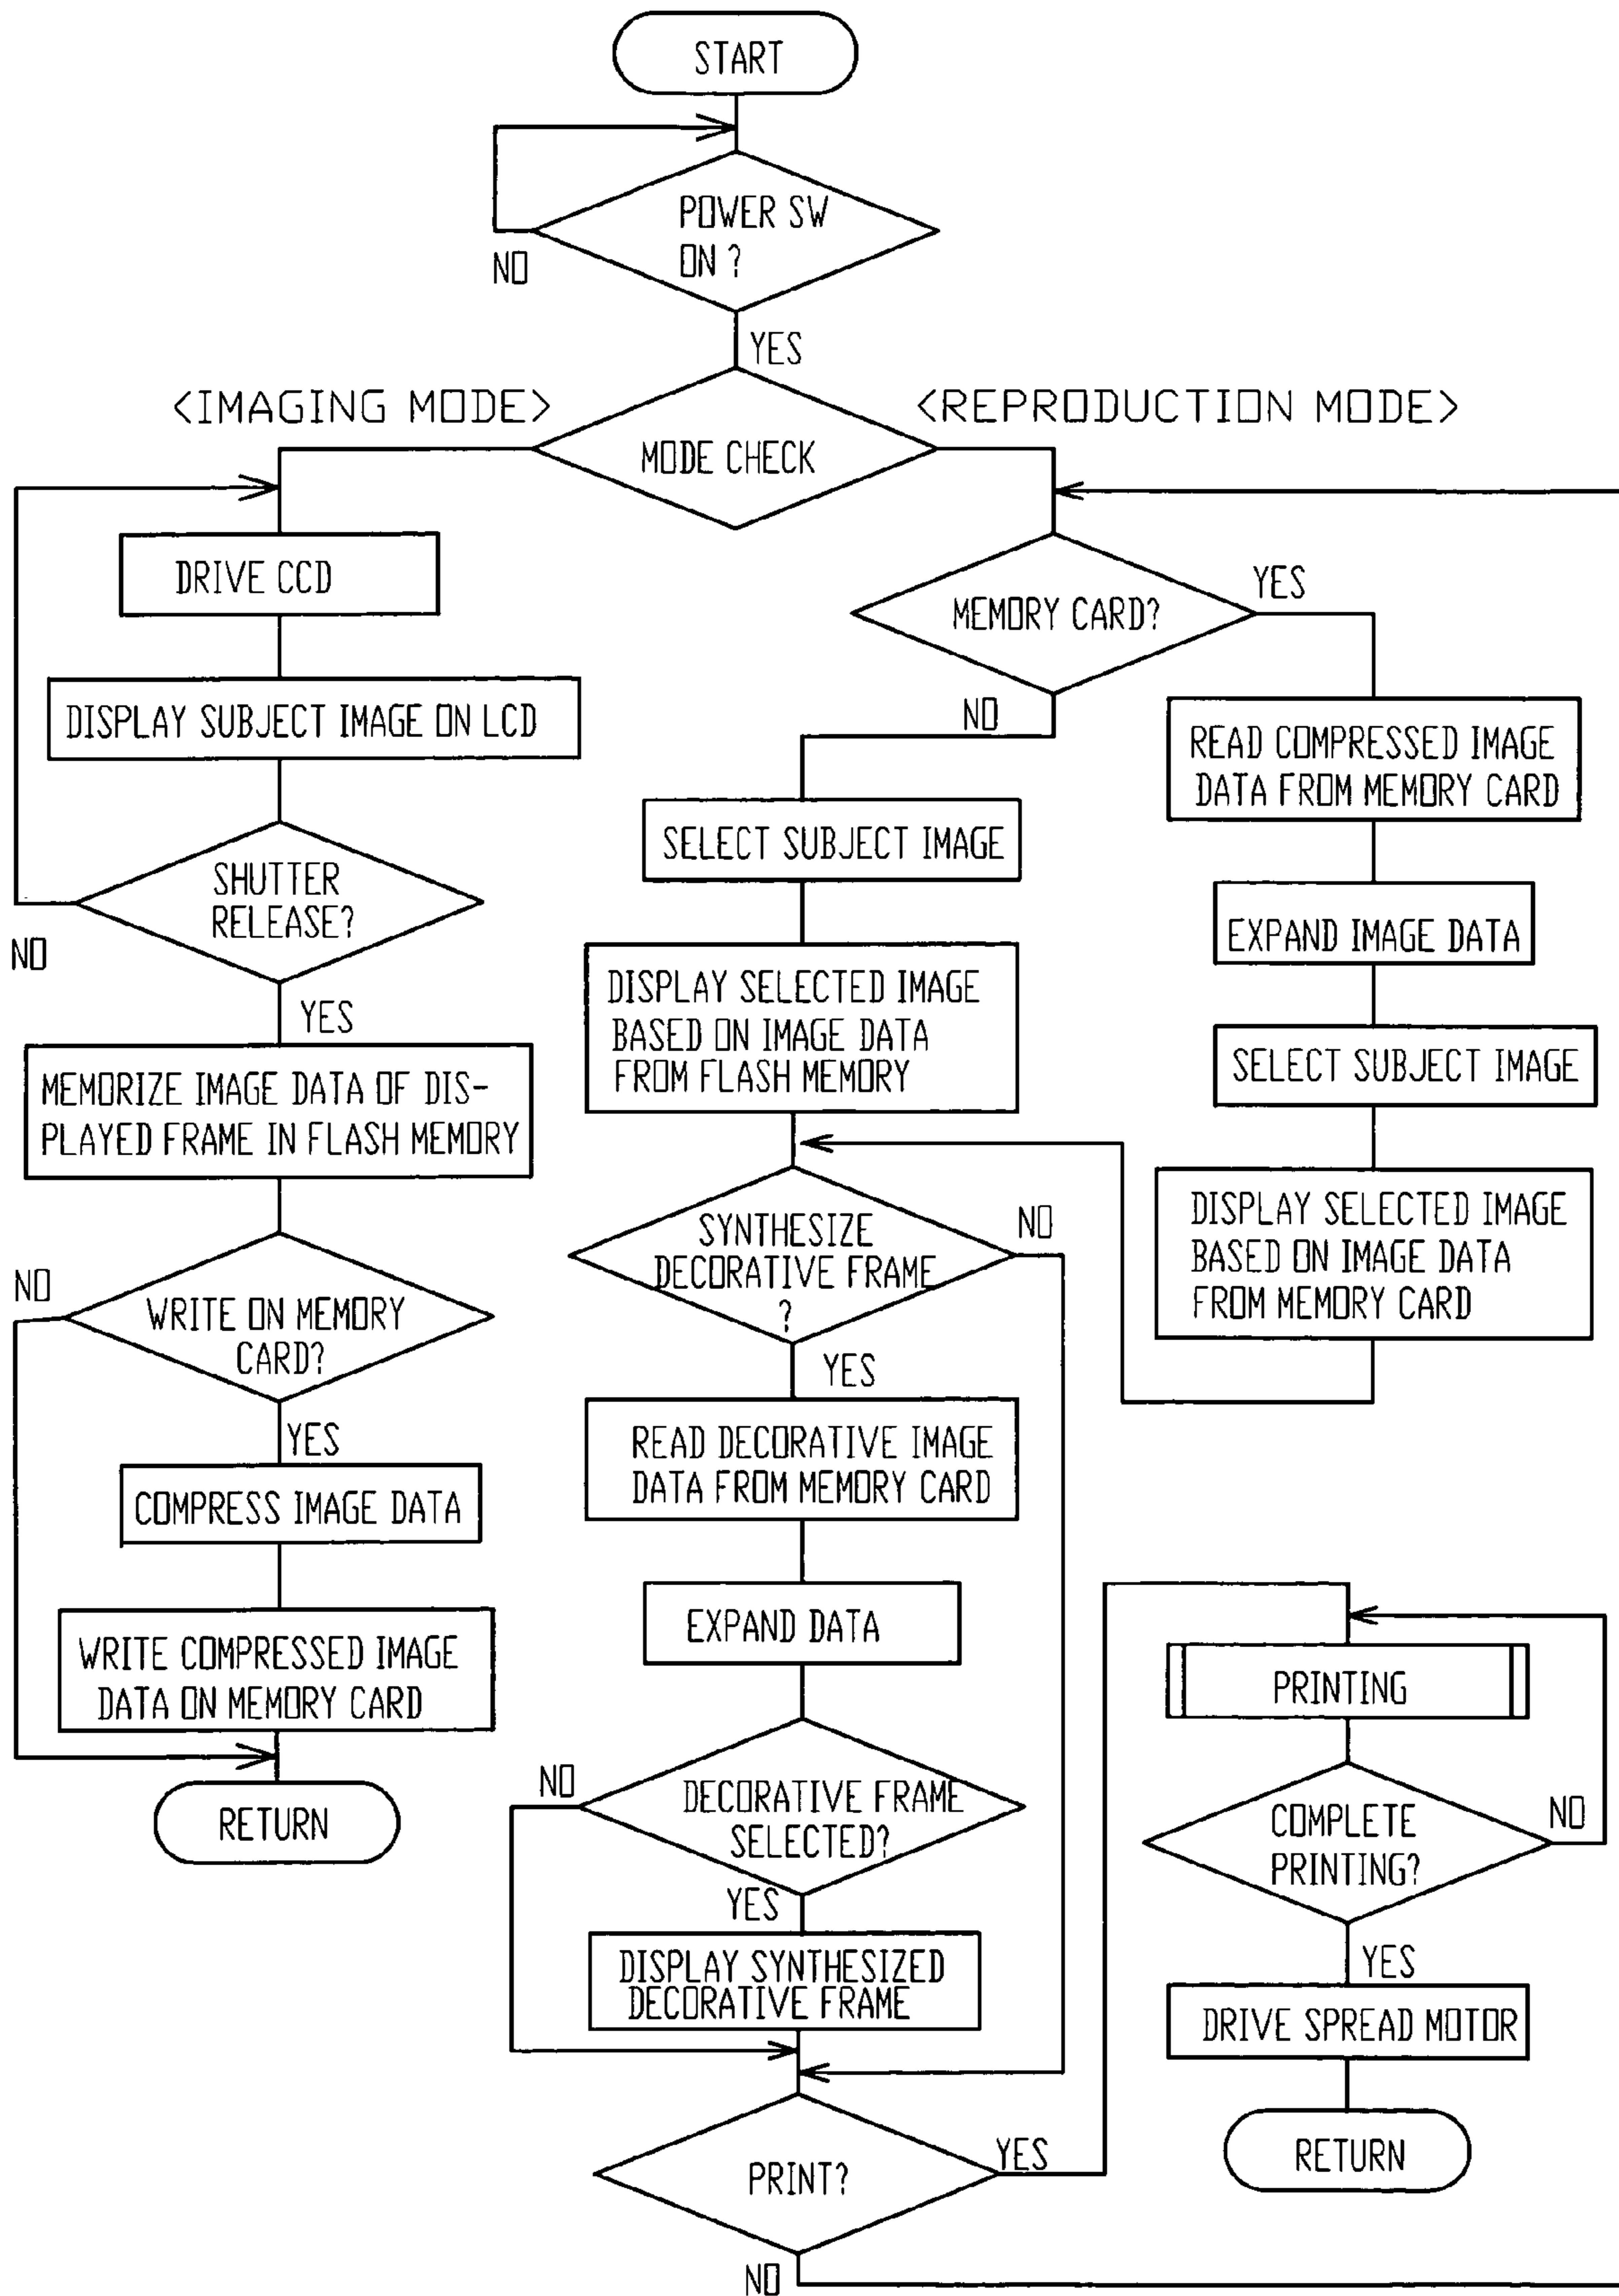 START
POWER SW
ON ?
NO
YES
<IMAGING MODE>
<REPRODUCTION MODE>
MODE CHECK
DRIVE CCD
DISPLAY SUBJECT IMAGE ON LCD
SHUTTER
RELEASE?
NO
YES
MEMORIZE IMAGE DATA OF DIS-
PLAYED FRAME IN FLASH MEMORY
NO
WRITE ON MEMORY
CARD?
YES
COMPRESS IMAGE DATA
WRITE COMPRESSED IMAGE
DATA ON MEMORY CARD
RETURN
MEMORY CARD?
YES
NO
SELECT SUBJECT IMAGE
DISPLAY SELECTED IMAGE
BASED ON IMAGE DATA
FROM FLASH MEMORY
READ COMPRESSED IMAGE
DATA FROM MEMORY CARD
EXPAND IMAGE DATA
SELECT SUBJECT IMAGE
DISPLAY SELECTED IMAGE
BASED ON IMAGE DATA
FROM MEMORY CARD
SYNTHESIZE
DECORATIVE FRAME
?
NO
YES
READ DECORATIVE IMAGE
DATA FROM MEMORY CARD
EXPAND DATA
NO
DECORATIVE FRAME
SELECTED?
YES
DISPLAY SYNTHESIZED
DECORATIVE FRAME
PRINT?
YES
NO
PRINTING
COMPLETE
PRINTING?
NO
YES
DRIVE SPREAD MOTOR
RETURN